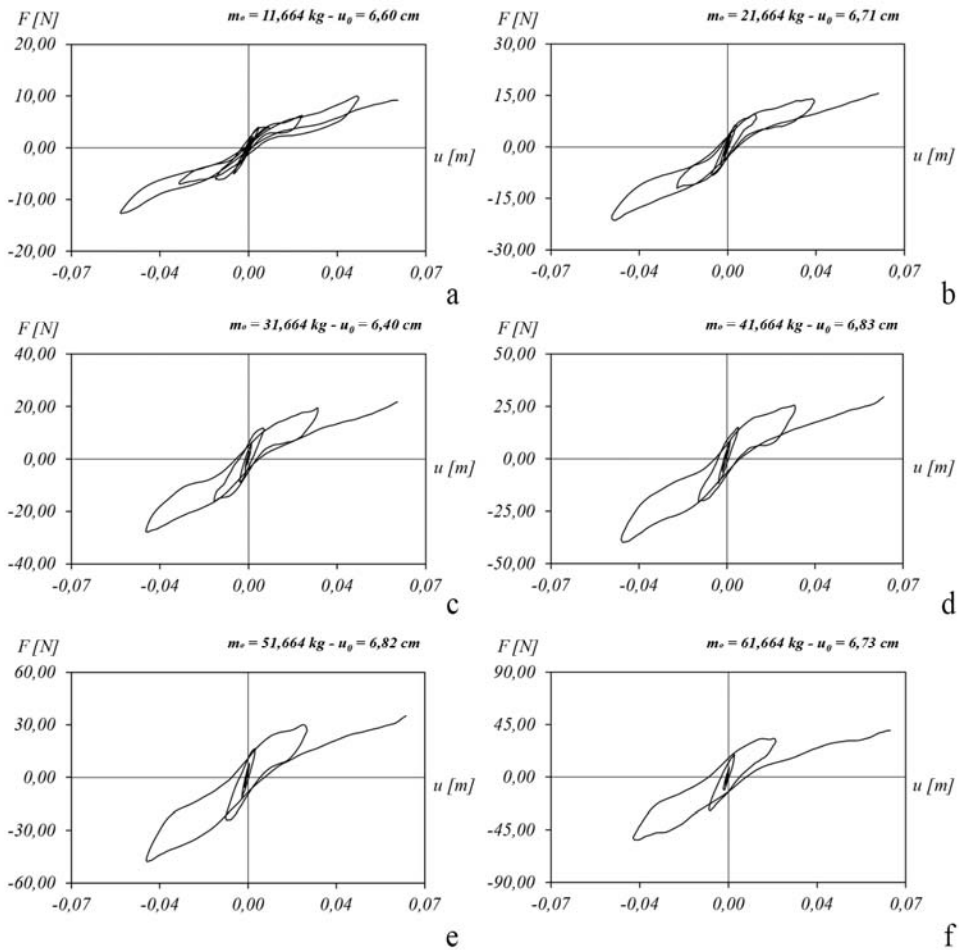 F [N] mₒ = 11,664 kg - u₀ = 6,60 cm
20,00
10,00
0,00
-10,00
-20,00
u [m]
-0,07 -0,04 0,00 0,04 0,07
a
F [N] mₒ = 21,664 kg - u₀ = 6,71 cm
30,00
15,00
0,00
-15,00
-30,00
u [m]
-0,07 -0,04 0,00 0,04 0,07
b
F [N] mₒ = 31,664 kg - u₀ = 6,40 cm
40,00
20,00
0,00
-20,00
-40,00
u [m]
-0,07 -0,04 0,00 0,04 0,07
c
F [N] mₒ = 41,664 kg - u₀ = 6,83 cm
50,00
25,00
0,00
-25,00
-50,00
u [m]
-0,07 -0,04 0,00 0,04 0,07
d
F [N] mₒ = 51,664 kg - u₀ = 6,82 cm
60,00
30,00
0,00
-30,00
-60,00
u [m]
-0,07 -0,04 0,00 0,04 0,07
e
F [N] mₒ = 61,664 kg - u₀ = 6,73 cm
90,00
45,00
0,00
-45,00
-90,00
u [m]
-0,07 -0,04 0,00 0,04 0,07
f